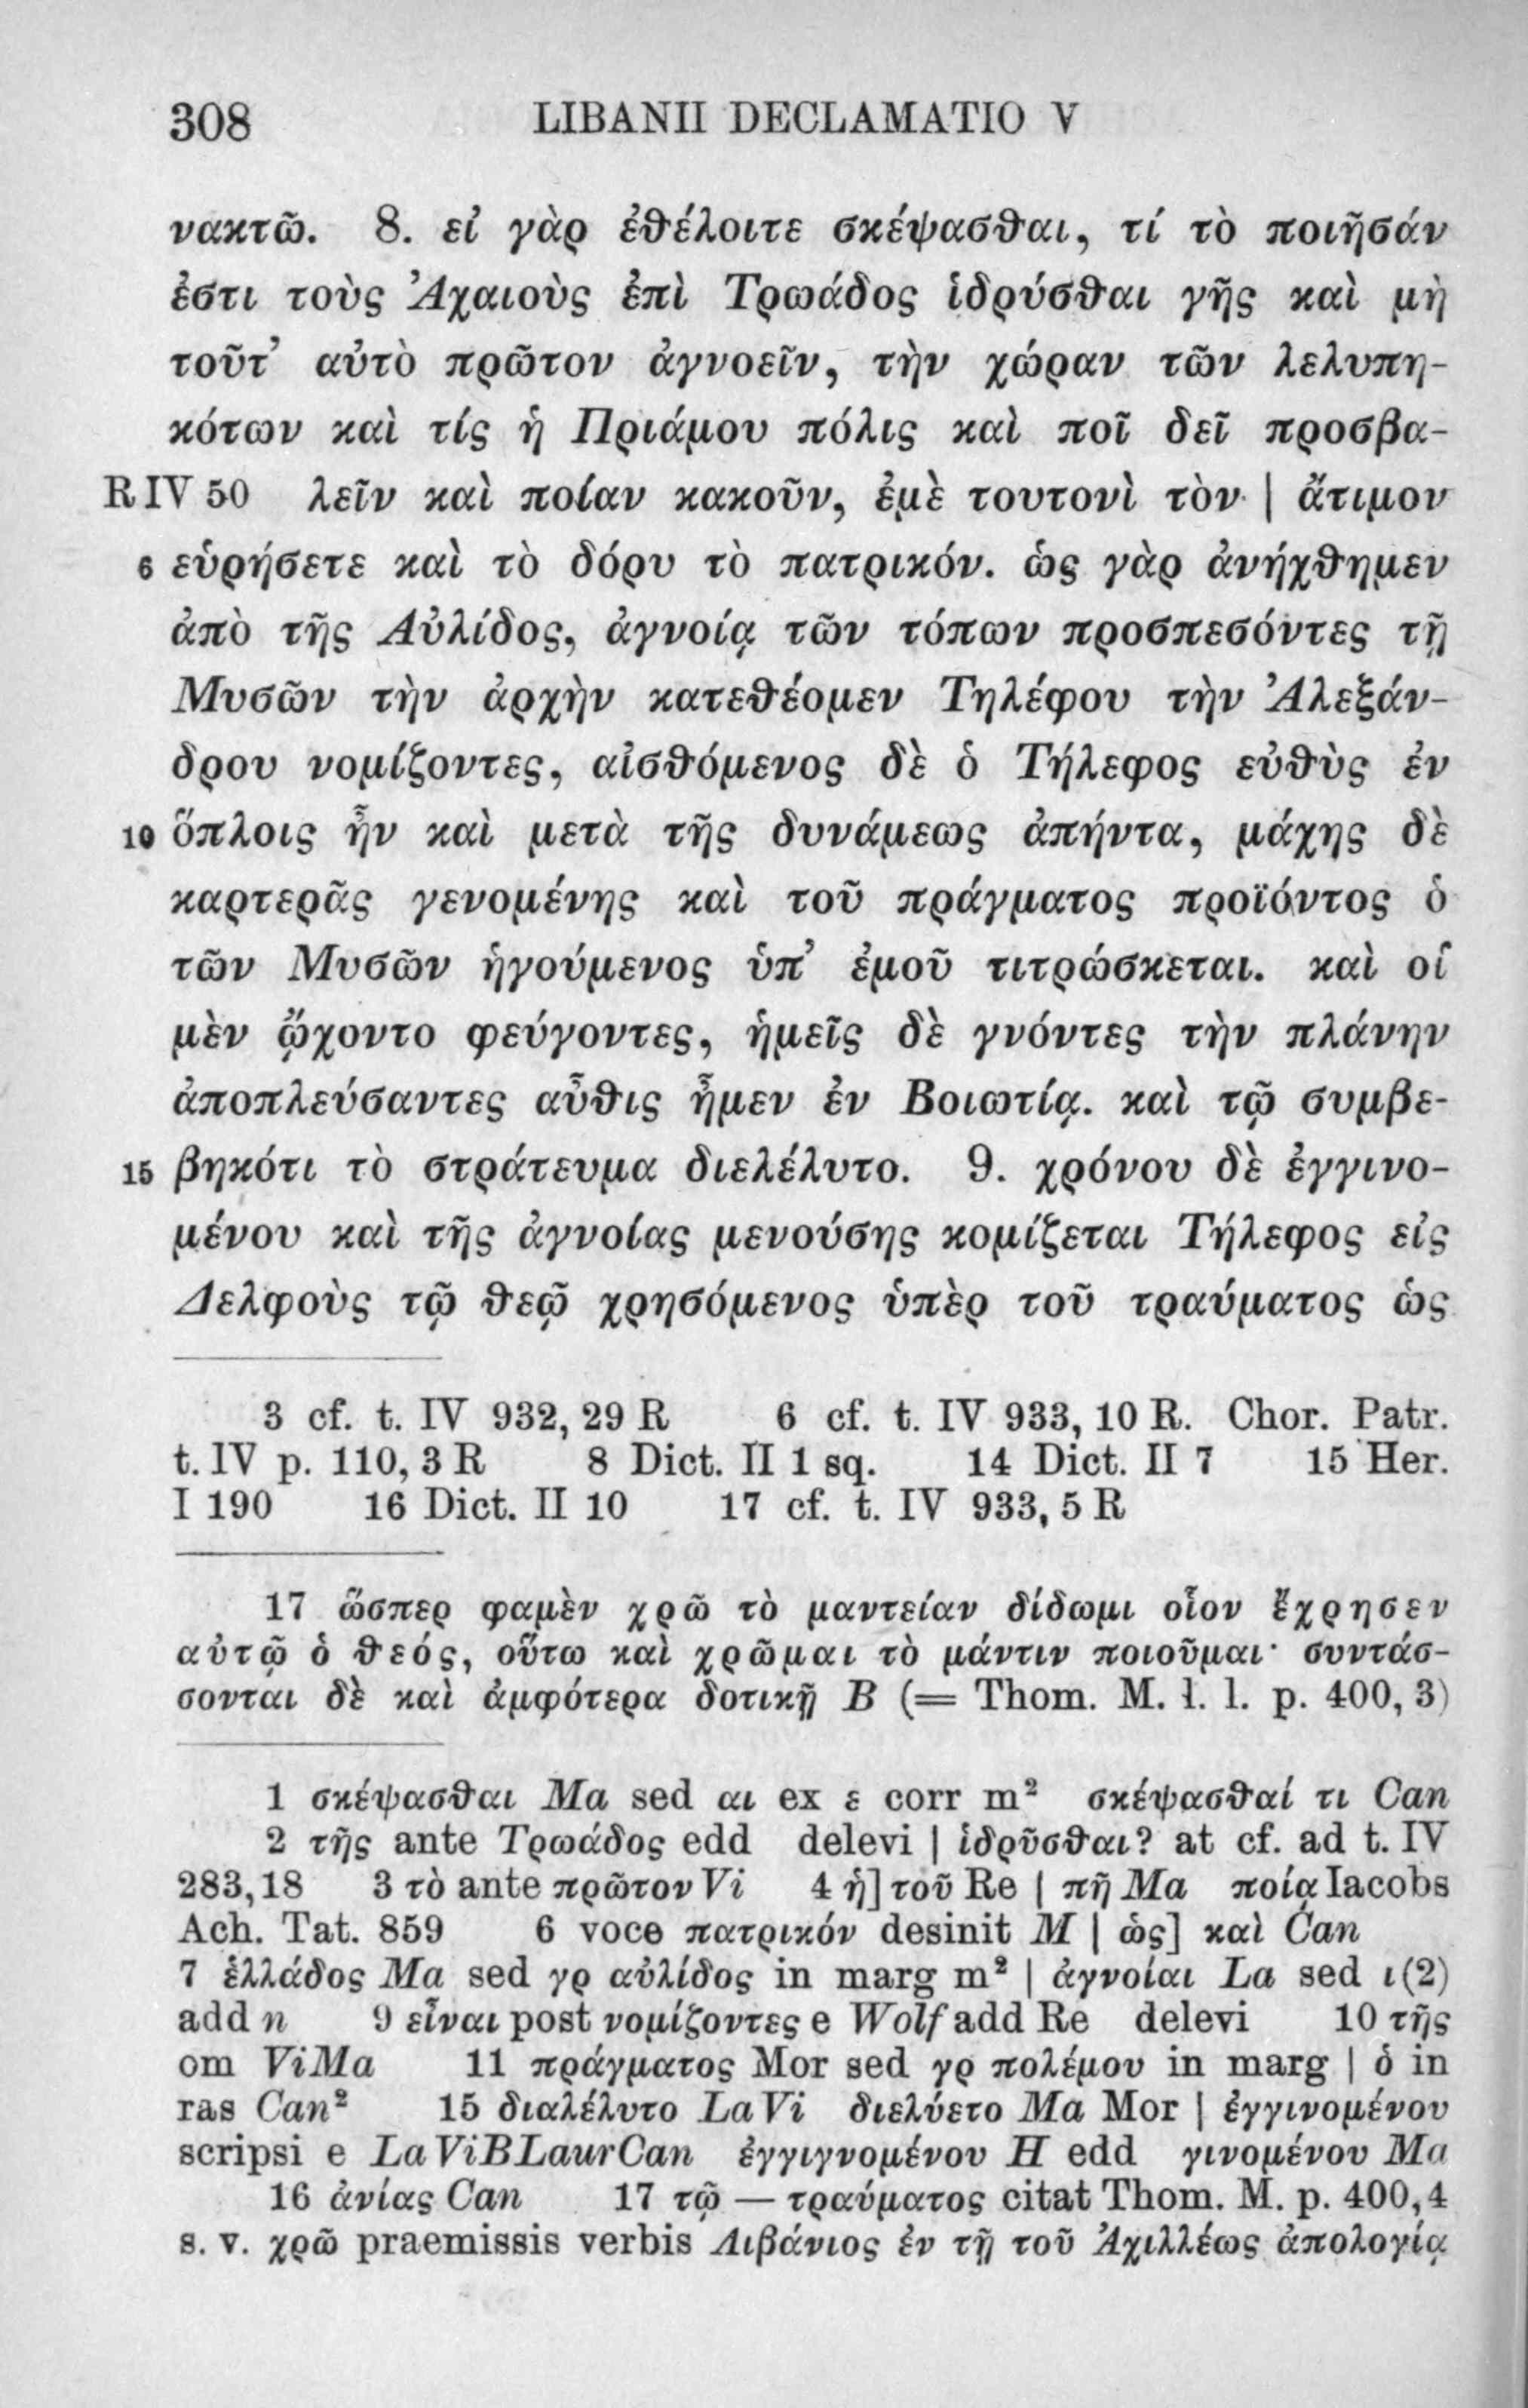 308 LIBANII DECLAMATIO V
νακτῶ. 8. εἰ γὰρ ἐθέλοιτε σκέψασθαι, τί τὸ ποιῆσάν
ἐστι τοὺς Ἀχαιοὺς ἐπὶ Τρωάδος ἱδρύσθαι γῆς καὶ μὴ
τοῦτ’ αὐτὸ πρῶτον ἀγνοεῖν, τὴν χώραν τῶν λελυπη-
κότων καὶ τίς ἡ Πριάμου πόλις καὶ ποῖ δεῖ προσβα-
R IV 50 λεῖν καὶ ποίαν κακοῦν, ἐμὲ τουτονὶ τὸν | ἄτιμον
6 εὑρήσετε καὶ τὸ δόρυ τὸ πατρικόν. ὡς γὰρ ἀνήχθημεν
ἀπὸ τῆς Αὐλίδος, ἀγνοίᾳ τῶν τόπων προσπεσόντες τῇ
Μυσῶν τὴν ἀρχὴν κατεθέομεν Τηλέφου τὴν Ἀλεξάν-
δρου νομίζοντες, αἰσθόμενος δὲ ὁ Τήλεφος εὐθὺς ἐν
10 ὅπλοις ἦν καὶ μετὰ τῆς δυνάμεως ἀπήντα, μάχης δὲ
καρτερᾶς γενομένης καὶ τοῦ πράγματος προϊόντος ὁ
τῶν Μυσῶν ἡγούμενος ὑπ’ ἐμοῦ τιτρώσκεται. καὶ οἱ
μὲν ᾤχοντο φεύγοντες, ἡμεῖς δὲ γνόντες τὴν πλάνην
ἀποπλεύσαντες αὖθις ἦμεν ἐν Βοιωτίᾳ. καὶ τῷ συμβε-
15 βηκότι τὸ στράτευμα διελέλυτο. 9. χρόνου δὲ ἐγγινο-
μένου καὶ τῆς ἀγνοίας μενούσης κομίζεται Τήλεφος εἰς
Δελφοὺς τῷ θεῷ χρησόμενος ὑπὲρ τοῦ τραύματος ὡς
3 cf. t. IV 932, 29 R 6 cf. t. IV 933, 10 R. Chor. Patr.
t. IV p. 110, 3 R 8 Dict. II 1 sq. 14 Dict. II 7 15 Her.
I 190 16 Dict. II 10 17 cf. t. IV 933, 5 R
17 ὥσπερ φαμὲν χρῶ τὸ μαντείαν δίδωμι οἷον ἔχρησεν
αὐτῷ ὁ θεός, οὕτω καὶ χρῶμαι τὸ μάντιν ποιοῦμαι· συντάσ-
σονται δὲ καὶ ἀμφότερα δοτικῇ B (= Thom. M. l. l. p. 400, 3)
1 σκέψασθαι Ma sed αι ex ε corr m² σκέψασθαί τι Can
2 τῆς ante Τρωάδος edd delevi | ἱδρῦσθαι? at cf. ad t. IV
283,18 3 τὸ ante πρῶτον Vi 4 ἡ] τοῦ Re | πῆ Ma ποίᾳ Iacobs
Ach. Tat. 859 6 voce πατρικόν desinit M | ὡς] καὶ Can
7 ἑλλάδος Ma sed γρ αὐλίδος in marg m² | ἀγνοίαι La sed ι(2)
add n 9 εἶναι post νομίζοντες e Wolf add Re delevi 10 τῆς
om ViMa 11 πράγματος Mor sed γρ πολέμου in marg | ὁ in
ras Can² 15 διαλέλυτο LaVi διελύετο Ma Mor | ἐγγινομένου
scripsi e LaViBLaurCan ἐγγιγνομένου H edd γινομένου Ma
16 ἀνίας Can 17 τῷ — τραύματος citat Thom. M. p. 400,4
s. v. χρῶ praemissis verbis Λιβάνιος ἐν τῇ τοῦ Ἀχιλλέως ἀπολογίᾳ